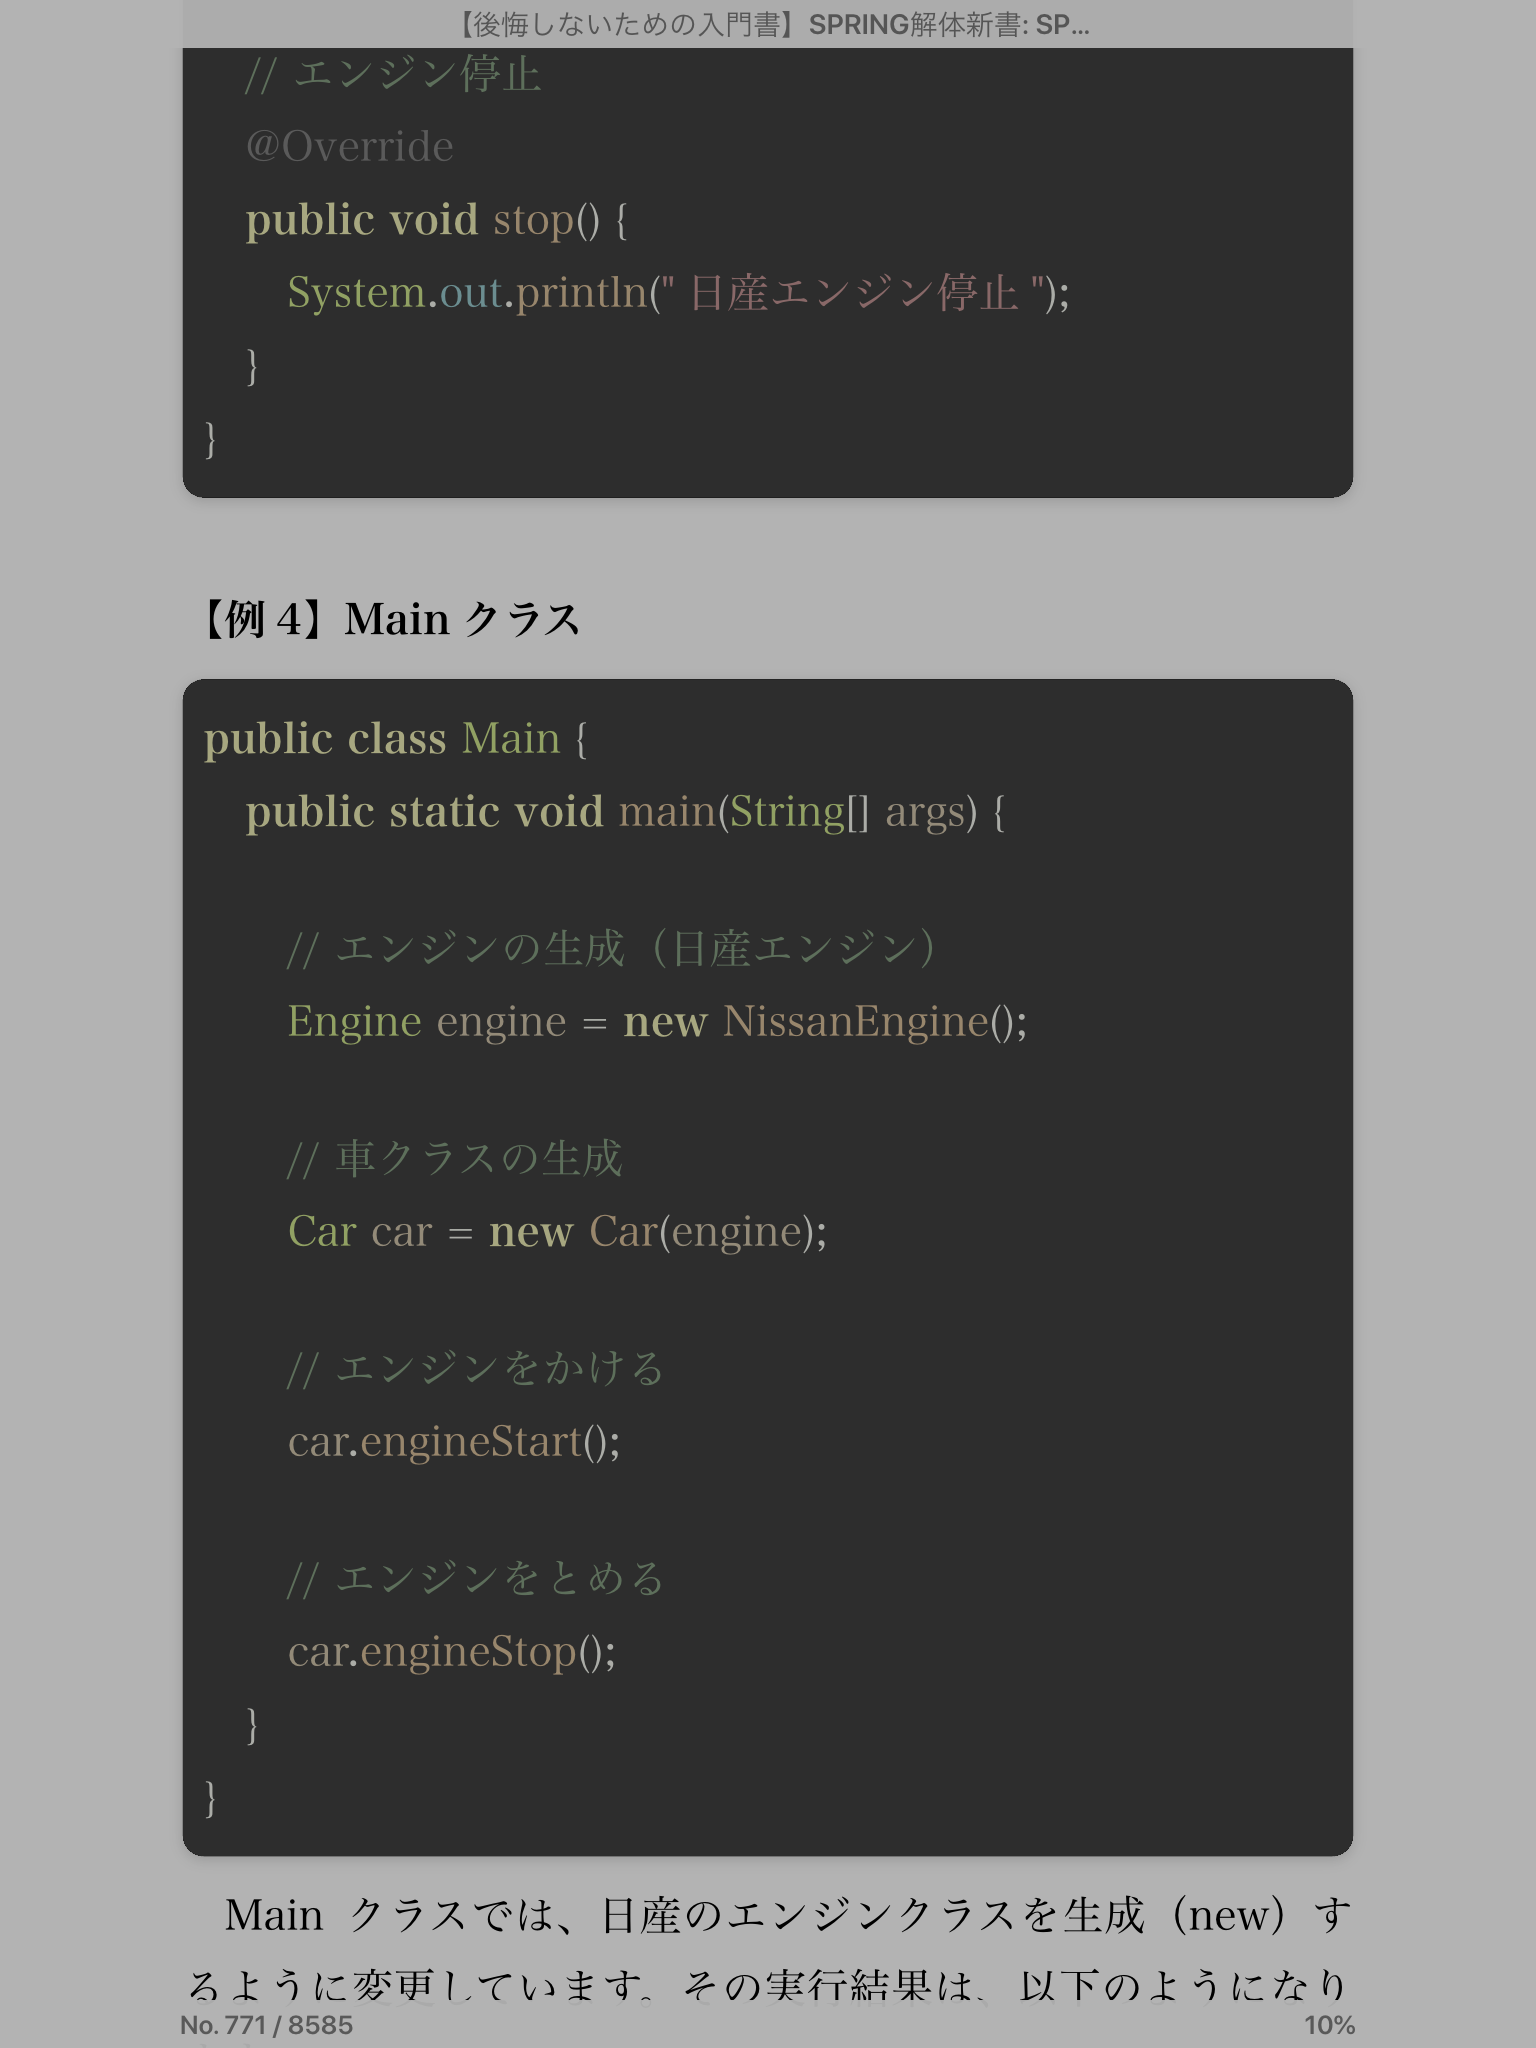 【後悔しないための入門書】SPRING解体新書: SP...
// エンジン停止
@Override
public void stop() {
System.out.println(" 日産エンジン停止 ");
}
}
【例 4】Main クラス
public class Main {
public static void main(String[] args) {
// エンジンの生成（日産エンジン）
Engine engine = new NissanEngine();
// 車クラスの生成
Car car = new Car(engine);
// エンジンをかける
car.engineStart();
// エンジンをとめる
car.engineStop();
}
}
Main クラスでは、日産のエンジンクラスを生成（new）す
るように変更しています。その実行結果は、以下のようになり
No. 771 / 8585
10%